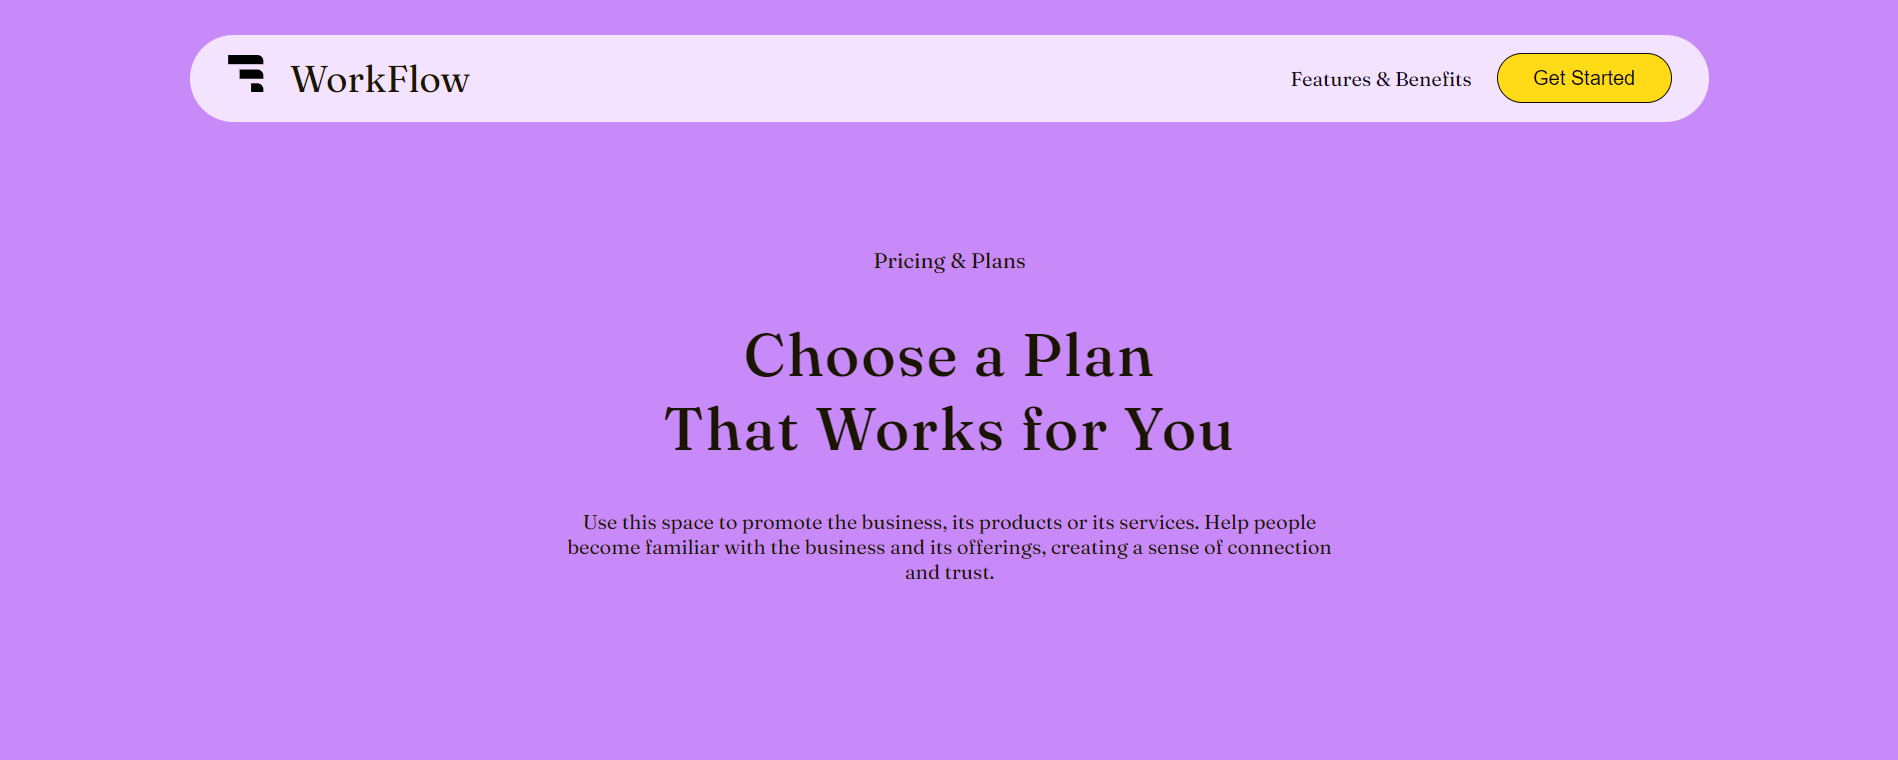 WorkFlow
Features & Benefits
Get Started
Pricing & Plans
Choose a Plan
That Works for You
Use this space to promote the business, its products or its services. Help people
become familiar with the business and its offerings, creating a sense of connection
and trust.